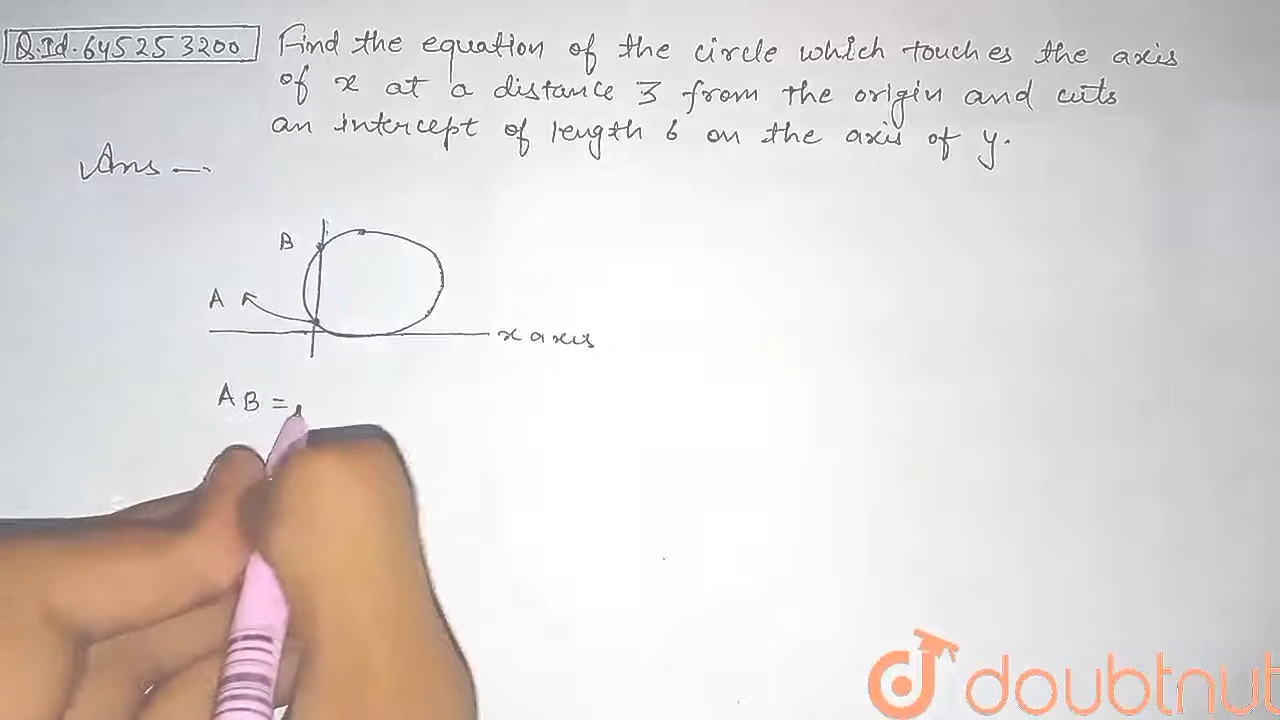 Q.Id.645253200 Find the equation of the circle which touches the axis
of x at a distance 3 from the origin and cuts
an intercept of length 6 on the axis of y.
Ans —
B
A
x axis
AB =
doubtnut